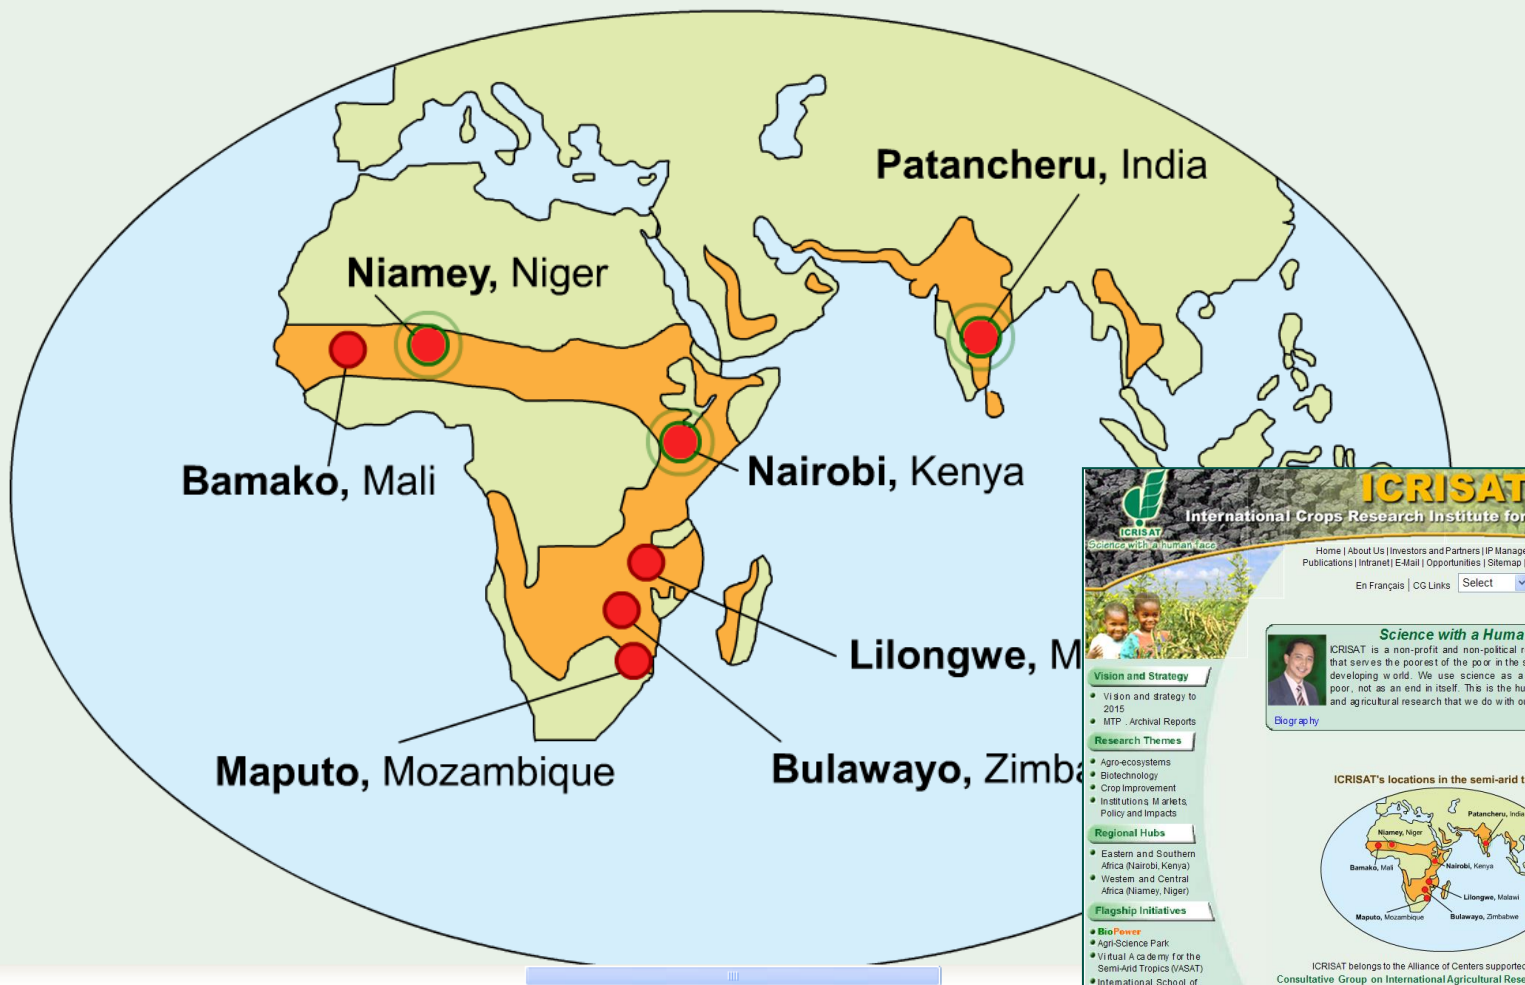 Patancheru, India
Niamey, Niger
Bamako, Mali
Nairobi, Kenya
Lilongwe, M
Maputo, Mozambique
Bulawayo, Zimba
ICRISAT
International Crops Research Institute for
ICRISAT
Science with a human face
Home | About Us | Investors and Partners | IP Manage
Publications | Intranet | E-Mail | Opportunities | Sitemap |
En Français | CG Links Select
Science with a Huma
ICRISAT is a non-profit and non-political r
that serves the poorest of the poor in the s
developing world. We use science as a
poor, not as an end in itself. This is the hu
and agricultural research that we do with ou
Biography
Vision and Strategy
Vision and strategy to
2015
MTP . Archival Reports
Research Themes
Agro-ecosystems
Biotechnology
Crop Improvement
Institutions, Markets,
Policy and Impacts
Regional Hubs
Eastern and Southern
Africa (Nairobi, Kenya)
Western and Central
Africa (Niamey, Niger)
Flagship Initiatives
BioPower
Agri-Science Park
Virtual Academy for the
Semi-Arid Tropics (VASAT)
International School of
ICRISAT's locations in the semi-arid t
Patancheru, India
Niamey, Niger
Bamako, Mali
Nairobi, Kenya
Lilongwe, Malawi
Maputo, Mozambique
Bulawayo, Zimbabwe
ICRISAT belongs to the Alliance of Centers supported
Consultative Group on International Agricultural Rese